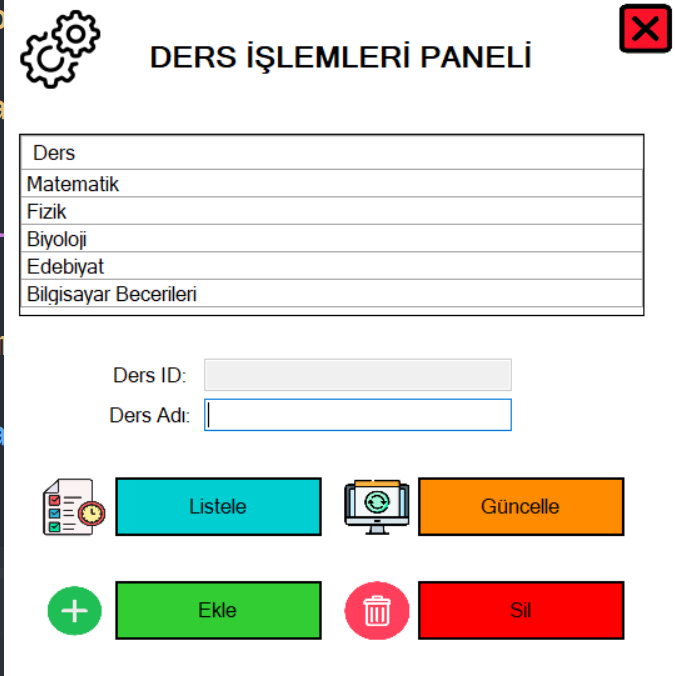 DERS İŞLEMLERİ PANELİ
Ders
Matematik
Fizik
Biyoloji
Edebiyat
Bilgisayar Becerileri
Ders ID:
Ders Adı:
Listele
Güncelle
Ekle
Sil